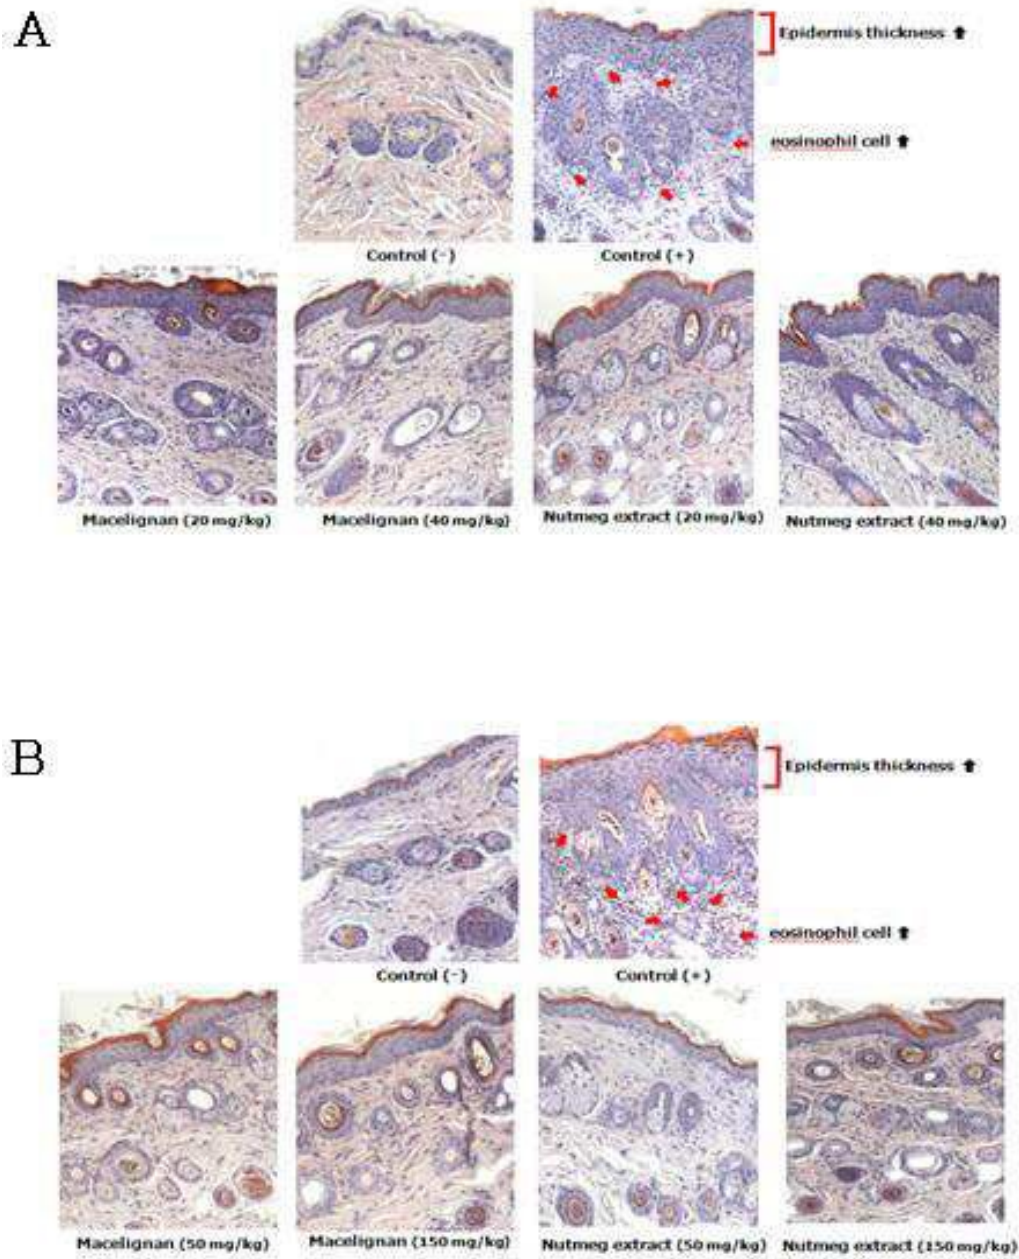 A
Epidermis thickness ⬆
eosinophil cell ⬆
Control (-)
Control (+)
Macelignan (20 mg/kg)
Macelignan (40 mg/kg)
Nutmeg extract (20 mg/kg)
Nutmeg extract (40 mg/kg)
B
Epidermis thickness ⬆
eosinophil cell ⬆
Control (-)
Control (+)
Macelignan (50 mg/kg)
Macelignan (150 mg/kg)
Nutmeg extract (50 mg/kg)
Nutmeg extract (150 mg/kg)